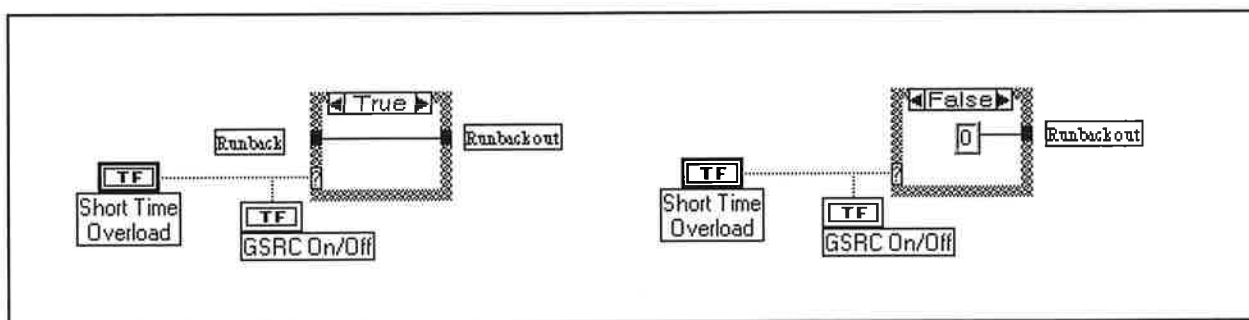 True
Runback
Runbackout
TF
?
Short Time
Overload
TF
GSRC On/Off
False
0
Runbackout
TF
?
Short Time
Overload
TF
GSRC On/Off